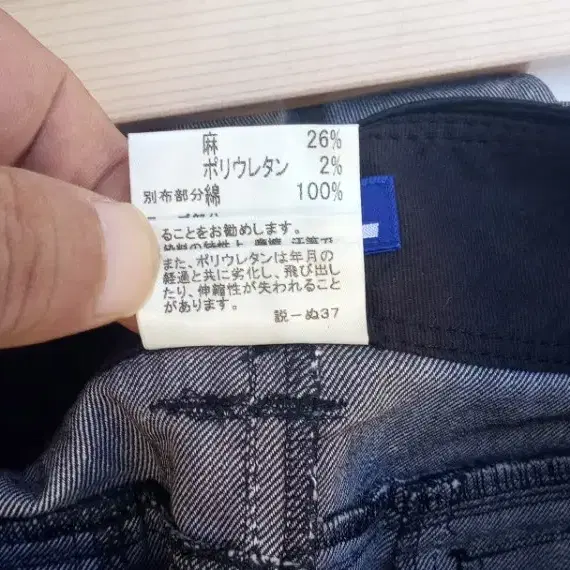 麻 26%
ポリウレタン 2%
別布部分 綿 100%
ることをお勧めします。
また、ポリウレタンは年月の
経過と共に劣化し、飛び出し
たり、伸縮性が失われること
があります。
説ーぬ37